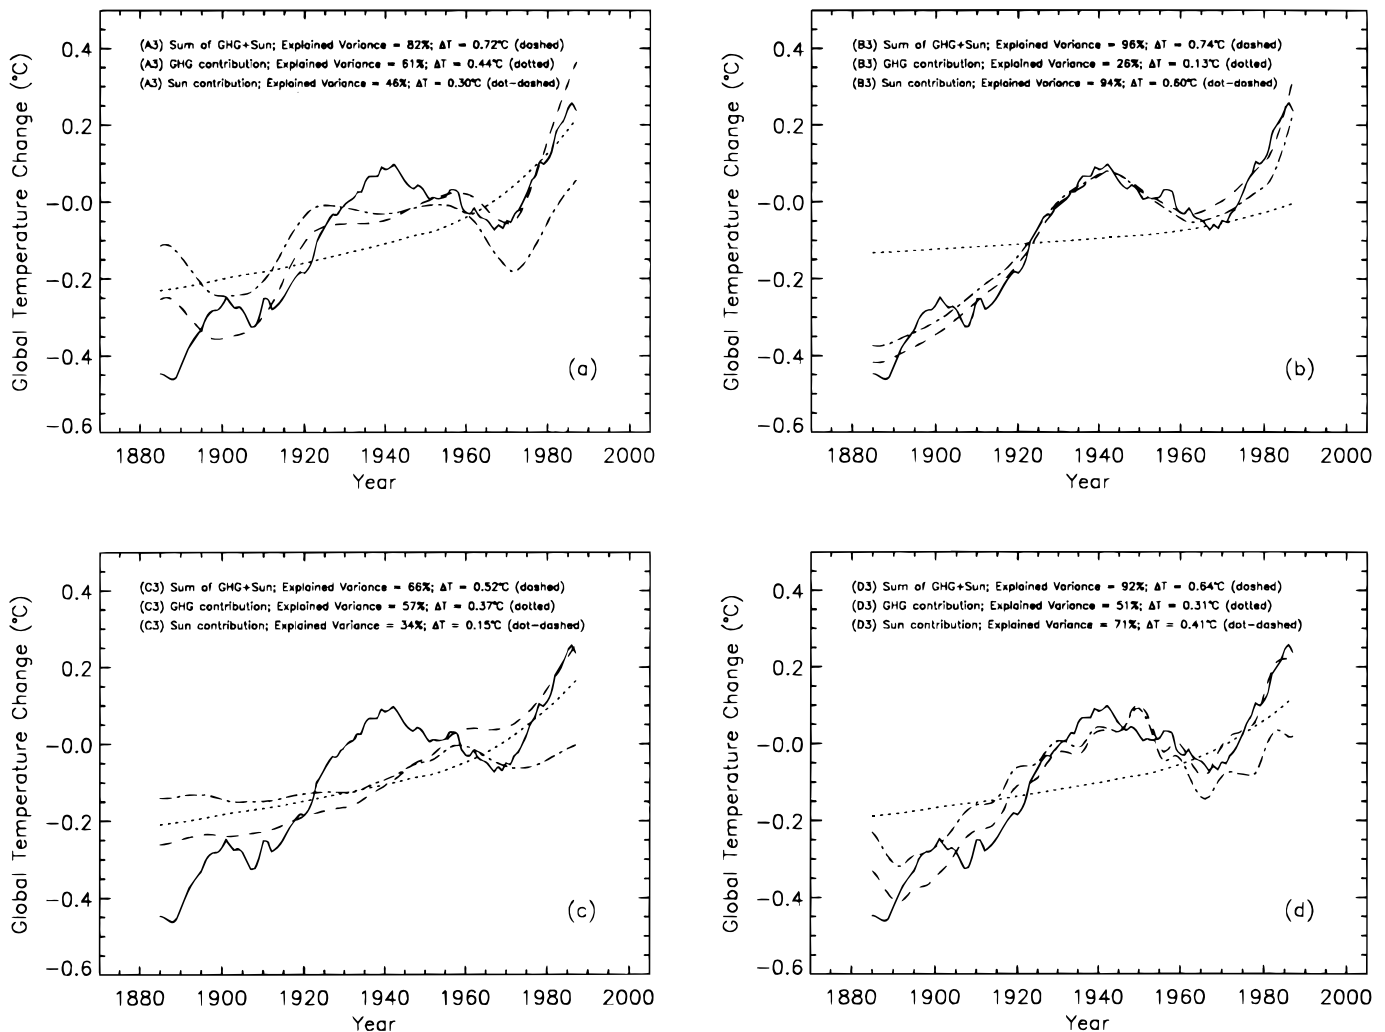 Global Temperature Change (°C)
0.4
0.2
-0.0
-0.2
-0.4
-0.6
(A3) Sum of GHG+Sun; Explained Variance = 82%; ΔT = 0.72°C (dashed)
(A3) GHG contribution; Explained Variance = 61%; ΔT = 0.44°C (dotted)
(A3) Sun contribution; Explained Variance = 46%; ΔT = 0.30°C (dot-dashed)
(a)
1880 1900 1920 1940 1960 1980 2000
Year
Global Temperature Change (°C)
0.4
0.2
-0.0
-0.2
-0.4
-0.6
(B3) Sum of GHG+Sun; Explained Variance = 96%; ΔT = 0.74°C (dashed)
(B3) GHG contribution; Explained Variance = 26%; ΔT = 0.13°C (dotted)
(B3) Sun contribution; Explained Variance = 94%; ΔT = 0.60°C (dot-dashed)
(b)
1880 1900 1920 1940 1960 1980 2000
Year
Global Temperature Change (°C)
0.4
0.2
-0.0
-0.2
-0.4
-0.6
(C3) Sum of GHG+Sun; Explained Variance = 66%; ΔT = 0.52°C (dashed)
(C3) GHG contribution; Explained Variance = 57%; ΔT = 0.37°C (dotted)
(C3) Sun contribution; Explained Variance = 34%; ΔT = 0.15°C (dot-dashed)
(c)
1880 1900 1920 1940 1960 1980 2000
Year
Global Temperature Change (°C)
0.4
0.2
-0.0
-0.2
-0.4
-0.6
(D3) Sum of GHG+Sun; Explained Variance = 92%; ΔT = 0.64°C (dashed)
(D3) GHG contribution; Explained Variance = 51%; ΔT = 0.31°C (dotted)
(D3) Sun contribution; Explained Variance = 71%; ΔT = 0.41°C (dot-dashed)
(d)
1880 1900 1920 1940 1960 1980 2000
Year